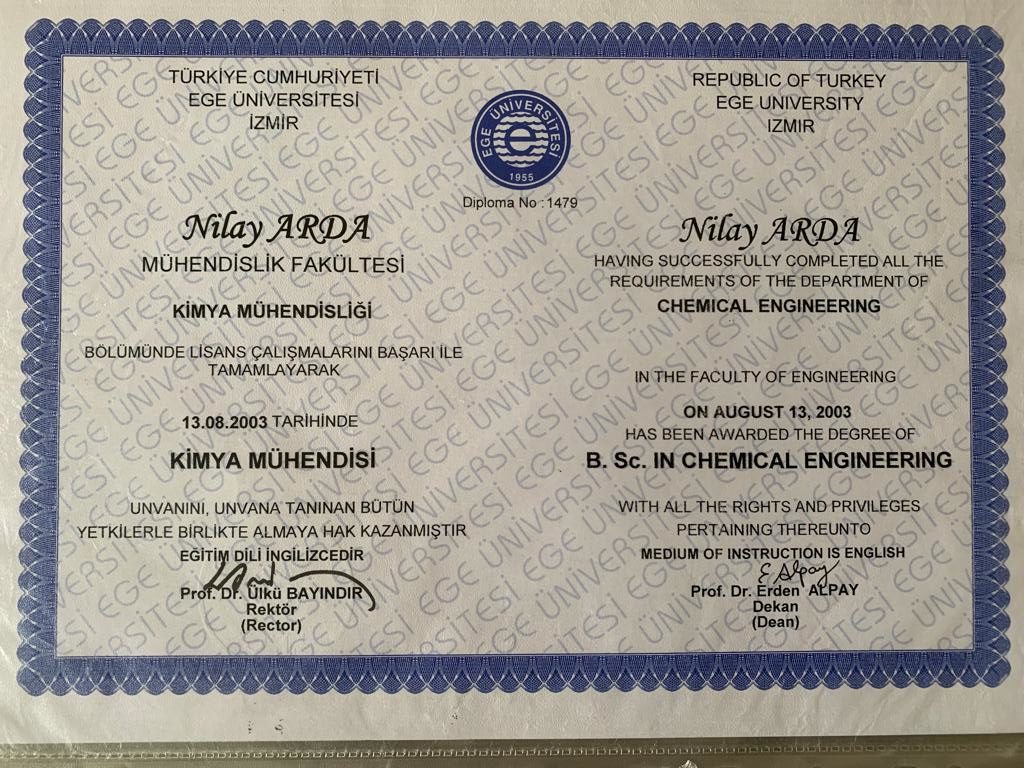 TÜRKİYE CUMHURİYETİ
EGE ÜNİVERSİTESİ
İZMİR
EGE ÜNİVERSİTESİ
e
1955
Diploma No : 1479
REPUBLIC OF TURKEY
EGE UNIVERSITY
IZMIR
Nilay ARDA
MÜHENDİSLİK FAKÜLTESİ
KİMYA MÜHENDİSLİĞİ
BÖLÜMÜNDE LİSANS ÇALIŞMALARINI BAŞARI İLE
TAMAMLAYARAK
13.08.2003 TARİHİNDE
KİMYA MÜHENDİSİ
UNVANINI, UNVANA TANINAN BÜTÜN
YETKİLERLE BİRLİKTE ALMAYA HAK KAZANMIŞTIR
EĞİTİM DİLİ İNGİLİZCEDİR
Prof. Dr. Ülkü BAYINDIR
Rektör
(Rector)
Nilay ARDA
HAVING SUCCESSFULLY COMPLETED ALL THE
REQUIREMENTS OF THE DEPARTMENT OF
CHEMICAL ENGINEERING
IN THE FACULTY OF ENGINEERING
ON AUGUST 13, 2003
HAS BEEN AWARDED THE DEGREE OF
B. Sc. IN CHEMICAL ENGINEERING
WITH ALL THE RIGHTS AND PRIVILEGES
PERTAINING THEREUNTO
MEDIUM OF INSTRUCTION IS ENGLISH
E Alpay
Prof. Dr. Erden ALPAY
Dekan
(Dean)